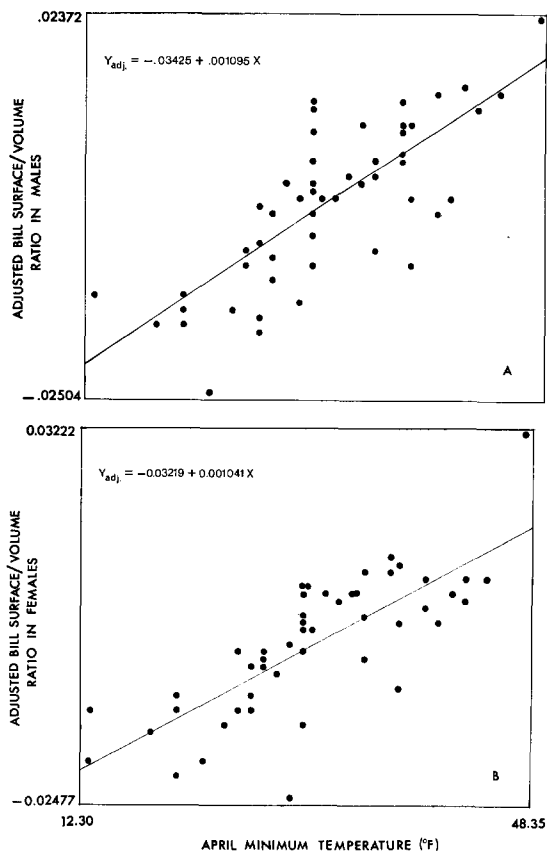 .02372
Yadj. = -.03425 + .001095 X
ADJUSTED BILL SURFACE/VOLUME
RATIO IN MALES
A
-.02504
0.03222
Yadj. = -0.03219 + 0.001041 X
ADJUSTED BILL SURFACE/VOLUME
RATIO IN FEMALES
B
-0.02477
12.30
48.35
APRIL MINIMUM TEMPERATURE (°F)